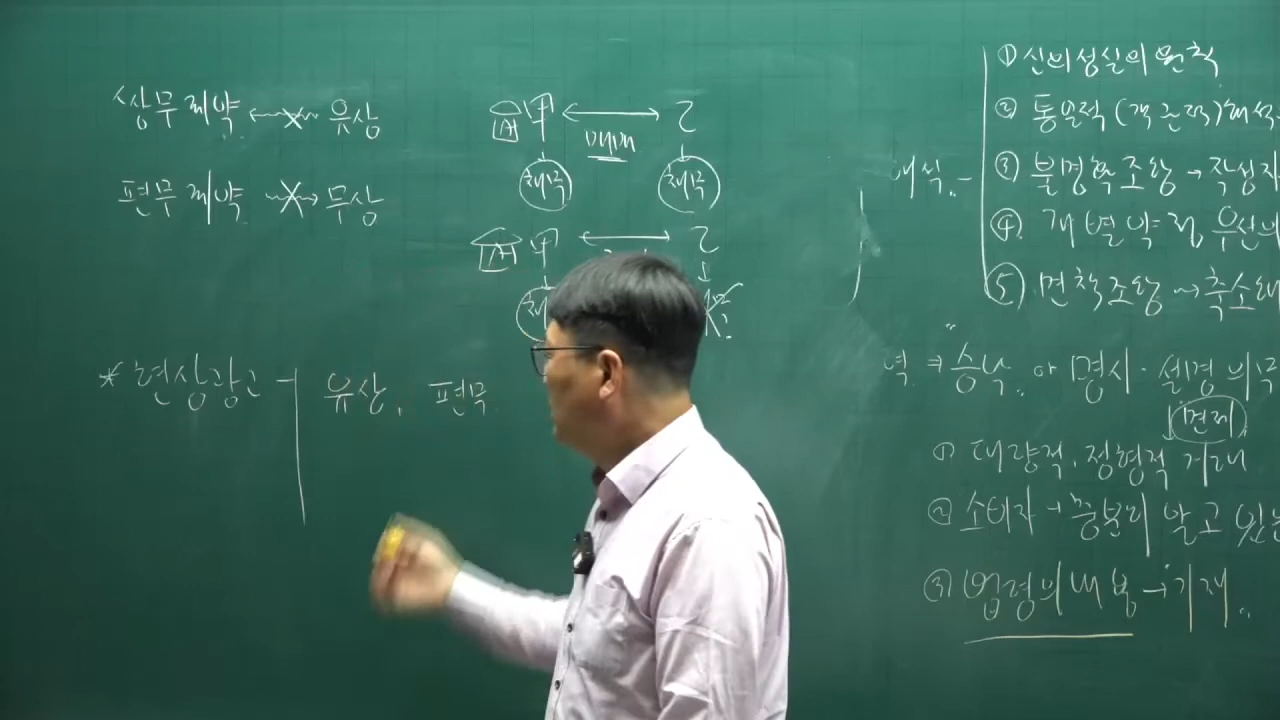 쌍무계약 ← X 유상
편무계약 X → 무상
甲 ↔ 乙
매매
채무 채무
甲 ↔ 乙
* 현상광고 유상, 편무
해석
① 신의성실의 원칙
② 통일적(객관적)해석
③ 불명확조항 → 작성자
④ 개별약정 우선의
⑤ 면책조항 → 축소해
⇒ 승낙 명시·설명의무
면제
① 대량적, 정형적 거래
② 소비자 → 충분히 알고 있는
③ 법령의 내용 → 기재